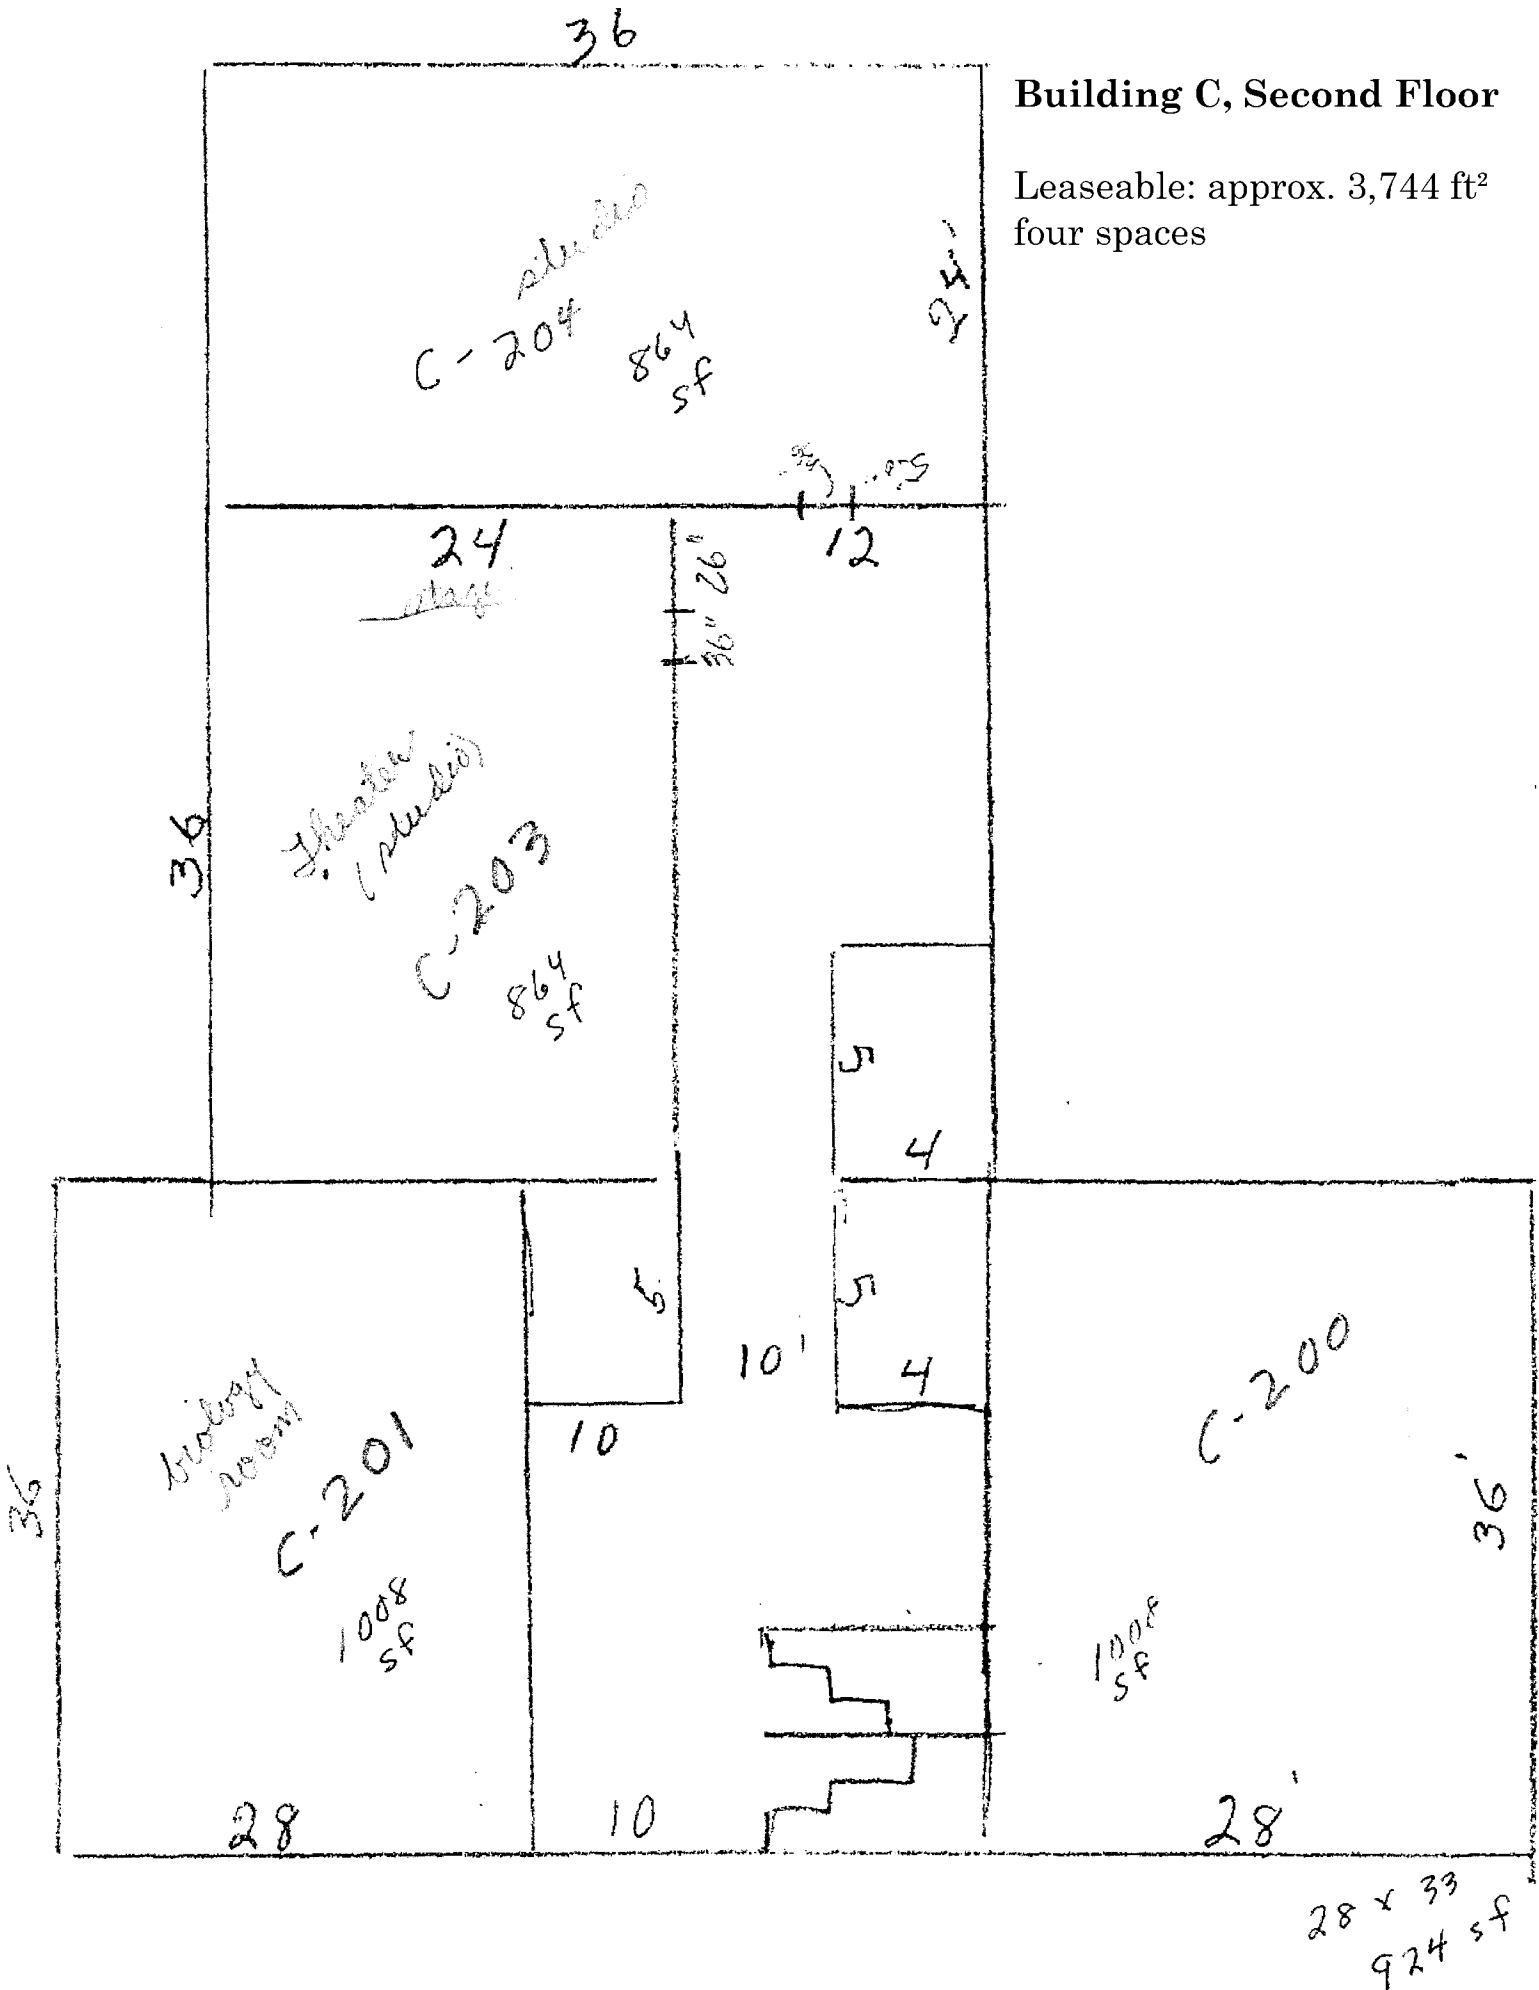 36
Building C, Second Floor
Leaseable: approx. 3,744 ft²
four spaces
studio
24'
C-204
864
sf
24
12
stage
26"
36"
Theater
(studio)
36
C-203
864
sf
5
4
5
5
10'
4
10
C-200
biology
room
36
C-201
36'
1008
sf
1008
sf
28
10
28'
28 x 33
924 sf